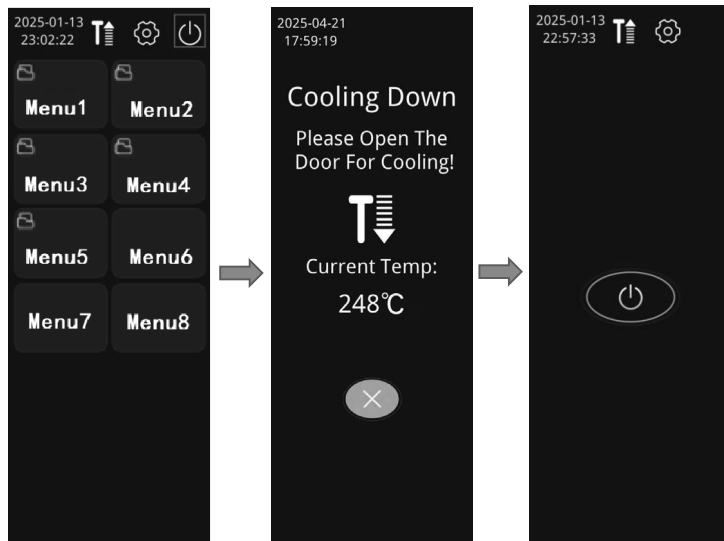 2025-01-13
23:02:22
Menu1
Menu2
Menu3
Menu4
Menu5
Menu6
Menu7
Menu8
2025-04-21
17:59:19
Cooling Down
Please Open The
Door For Cooling!
T
Current Temp:
248℃
2025-01-13
22:57:33